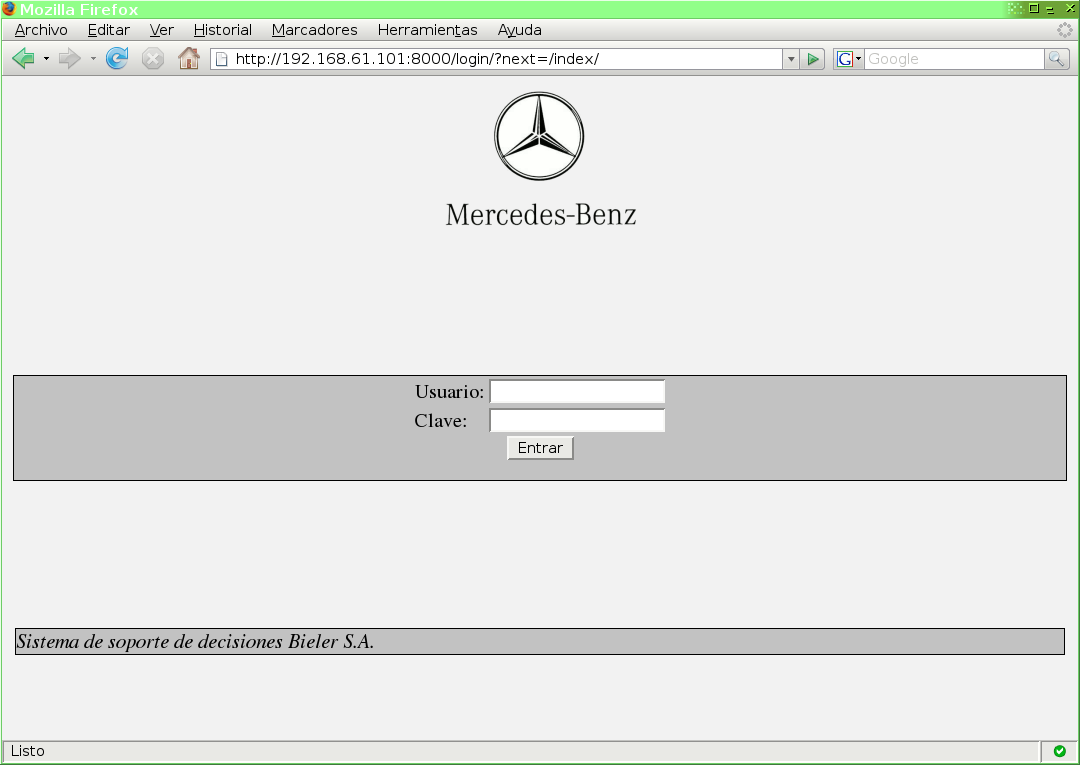 Mozilla Firefox
Archivo Editar Ver Historial Marcadores Herramientas Ayuda
http://192.168.61.101:8000/login/?next=/index/ G Google
Mercedes-Benz
Usuario:
Clave:
Entrar
Sistema de soporte de decisiones Bieler S.A.
Listo